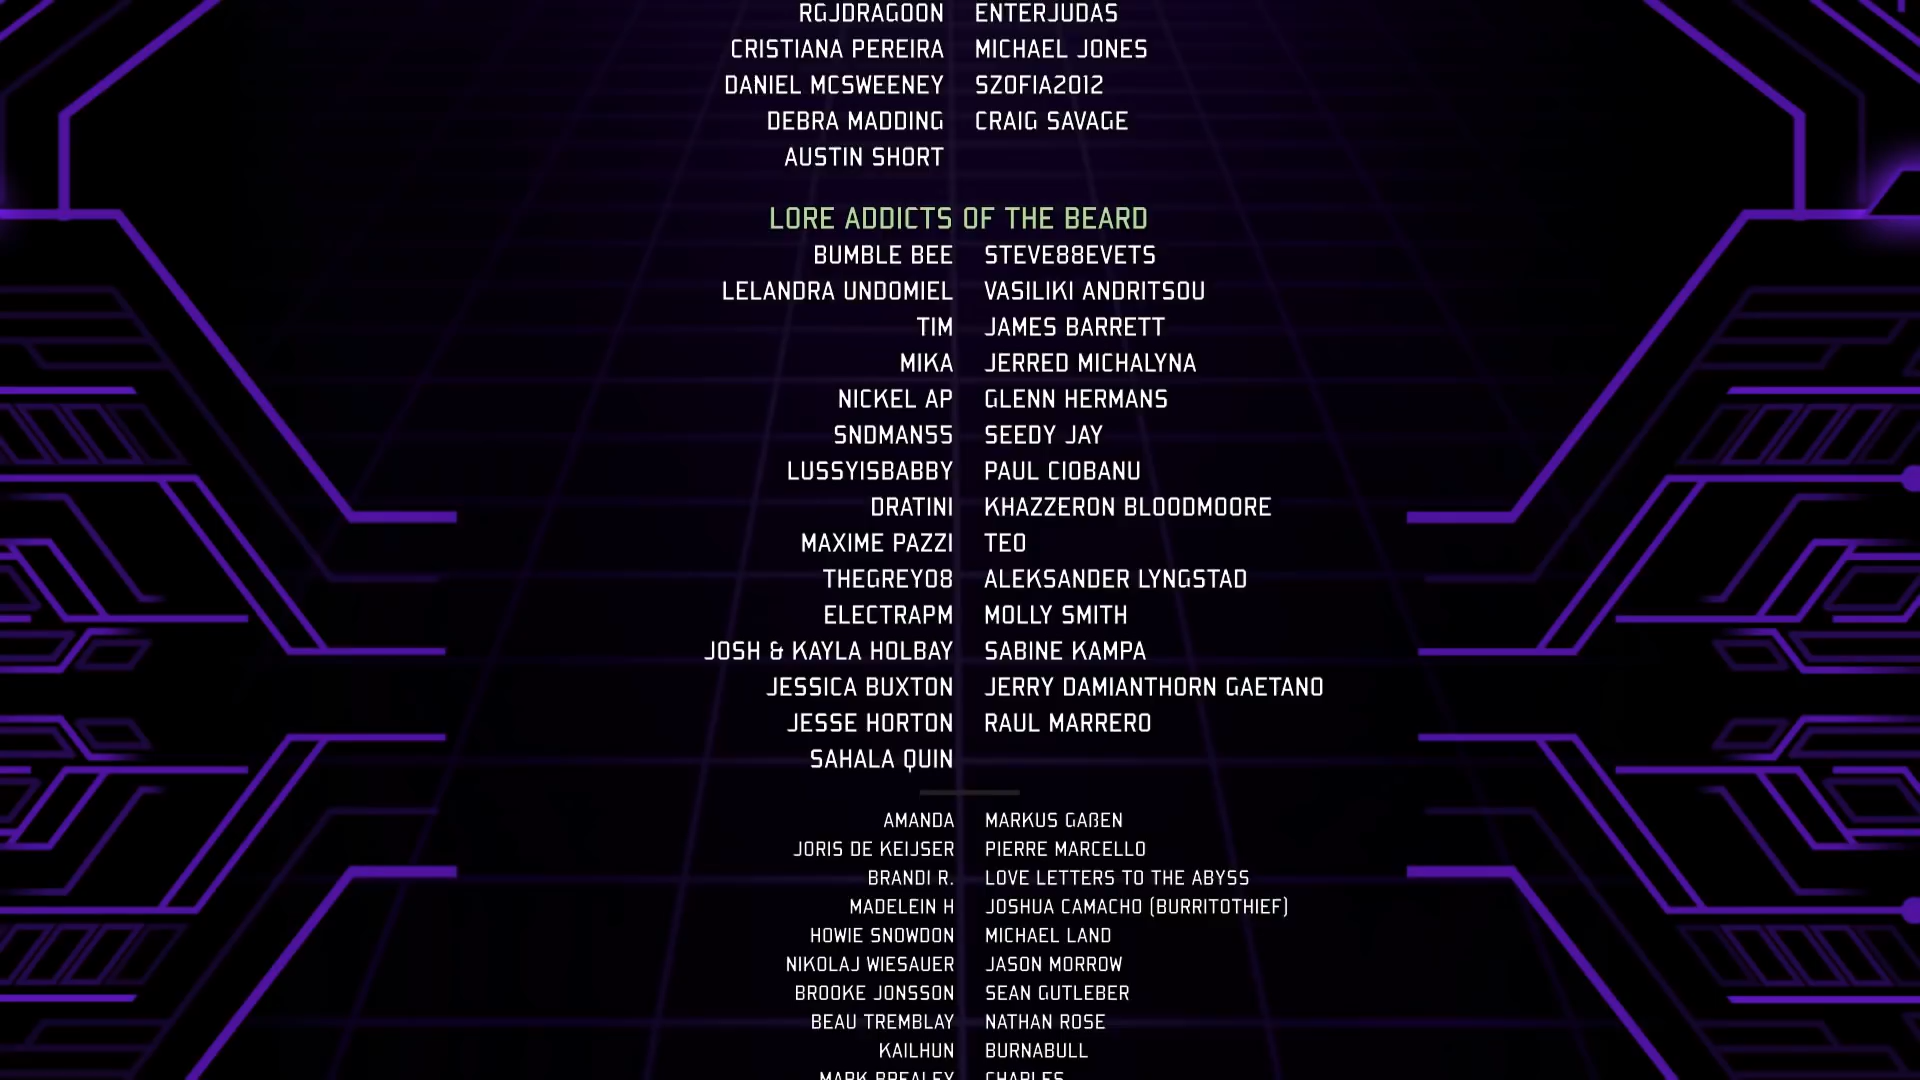 RGJDRAGOON ENTERJUDAS
CRISTIANA PEREIRA MICHAEL JONES
DANIEL MCSWEENEY SZOFIA2012
DEBRA MADDING CRAIG SAVAGE
AUSTIN SHORT
LORE ADDICTS OF THE BEARD
BUMBLE BEE STEVE88EVETS
LELANDRA UNDOMIEL VASILIKI ANDRITSOU
TIM JAMES BARRETT
MIKA JERRED MICHALYNA
NICKEL AP GLENN HERMANS
SNDMAN55 SEEDY JAY
LUSSYISBABBY PAUL CIOBANU
DRATINI KHAZZERON BLOODMOORE
MAXIME PAZZI TEO
THEGREY08 ALEKSANDER LYNGSTAD
ELECTRAPM MOLLY SMITH
JOSH & KAYLA HOLBAY SABINE KAMPA
JESSICA BUXTON JERRY DAMIANTHORN GAETANO
JESSE HORTON RAUL MARRERO
SAHALA QUIN
AMANDA MARKUS GAßEN
JORIS DE KEIJSER PIERRE MARCELLO
BRANDI R. LOVE LETTERS TO THE ABYSS
MADELEIN H JOSHUA CAMACHO (BURRITOTHIEF)
HOWIE SNOWDON MICHAEL LAND
NIKOLAJ WIESAUER JASON MORROW
BROOKE JONSSON SEAN GUTLEBER
BEAU TREMBLAY NATHAN ROSE
KAILHUN BURNABULL
MARK BREALEY CHARLES